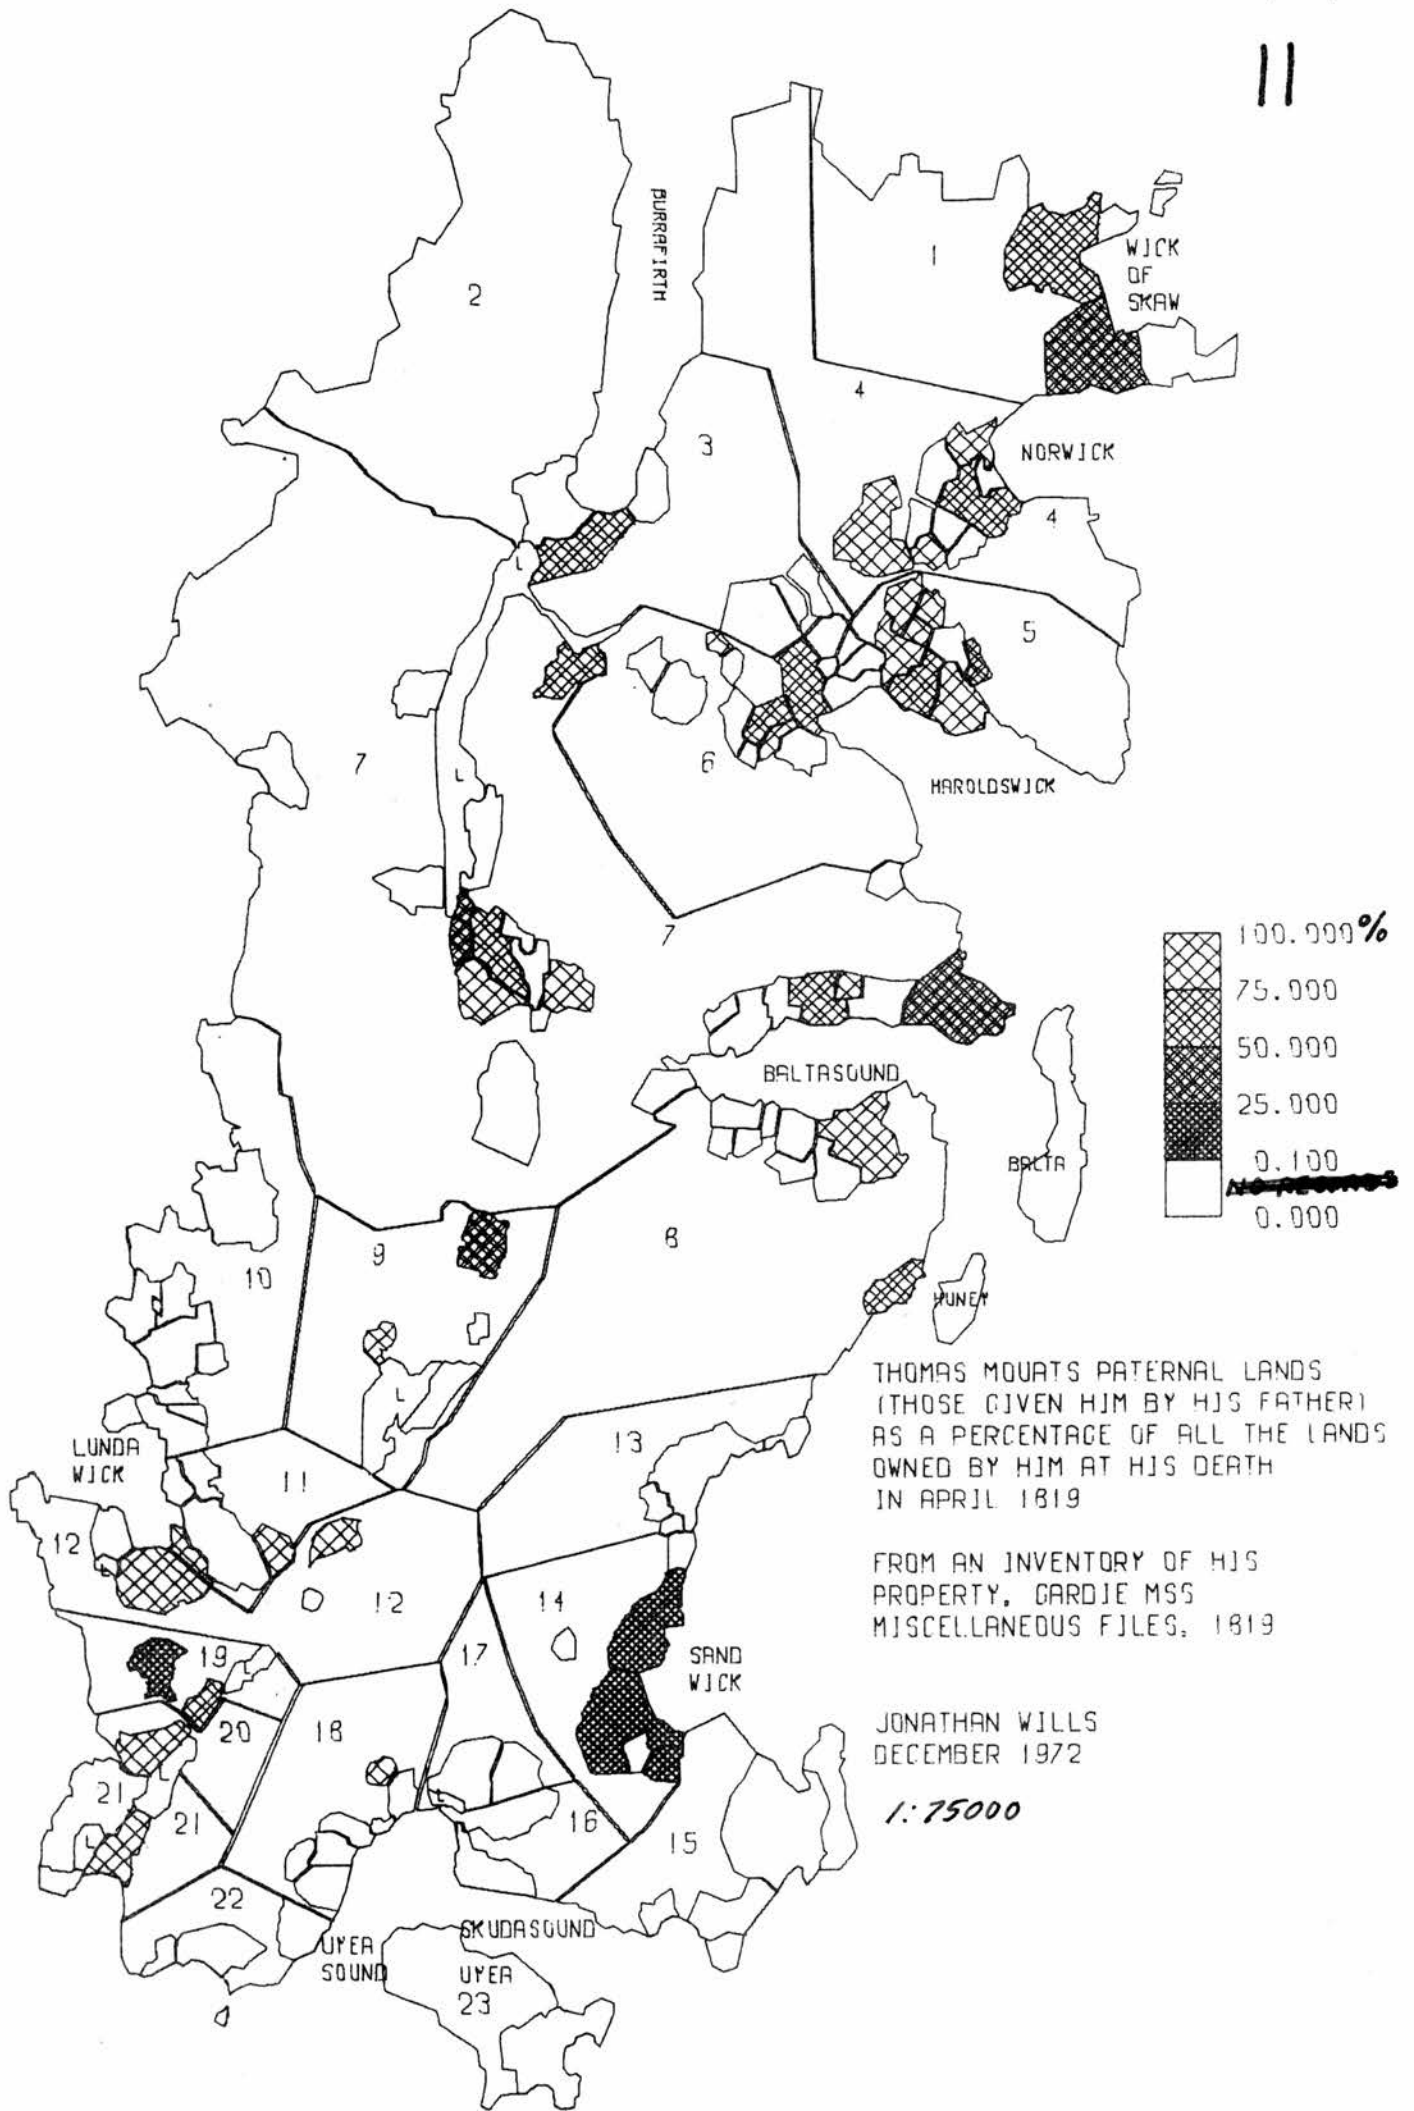 11
BURRAFIRTH
1
WICK
OF
SKAW
2
4
3
NORWICK
4
5
L
7
L
6
HAROLDSWICK
7
100.000%
75.000
50.000
25.000
0.100
0.000
BALTASOUND
BALTA
8
9
10
HUNEY
L
THOMAS MOUATS PATERNAL LANDS
(THOSE GIVEN HIM BY HIS FATHER)
AS A PERCENTAGE OF ALL THE LANDS
OWNED BY HIM AT HIS DEATH
IN APRIL 1819
FROM AN INVENTORY OF HIS
PROPERTY, GARDIE MSS
MISCELLANEOUS FILES, 1819
JONATHAN WILLS
DECEMBER 1972
1:75000
LUNDA
WICK
11
13
12
L
12
14
17
SAND
WICK
19
20
18
L
21
21
L
L
16
15
22
UYER
SOUND
SKUDASOUND
UYER
23